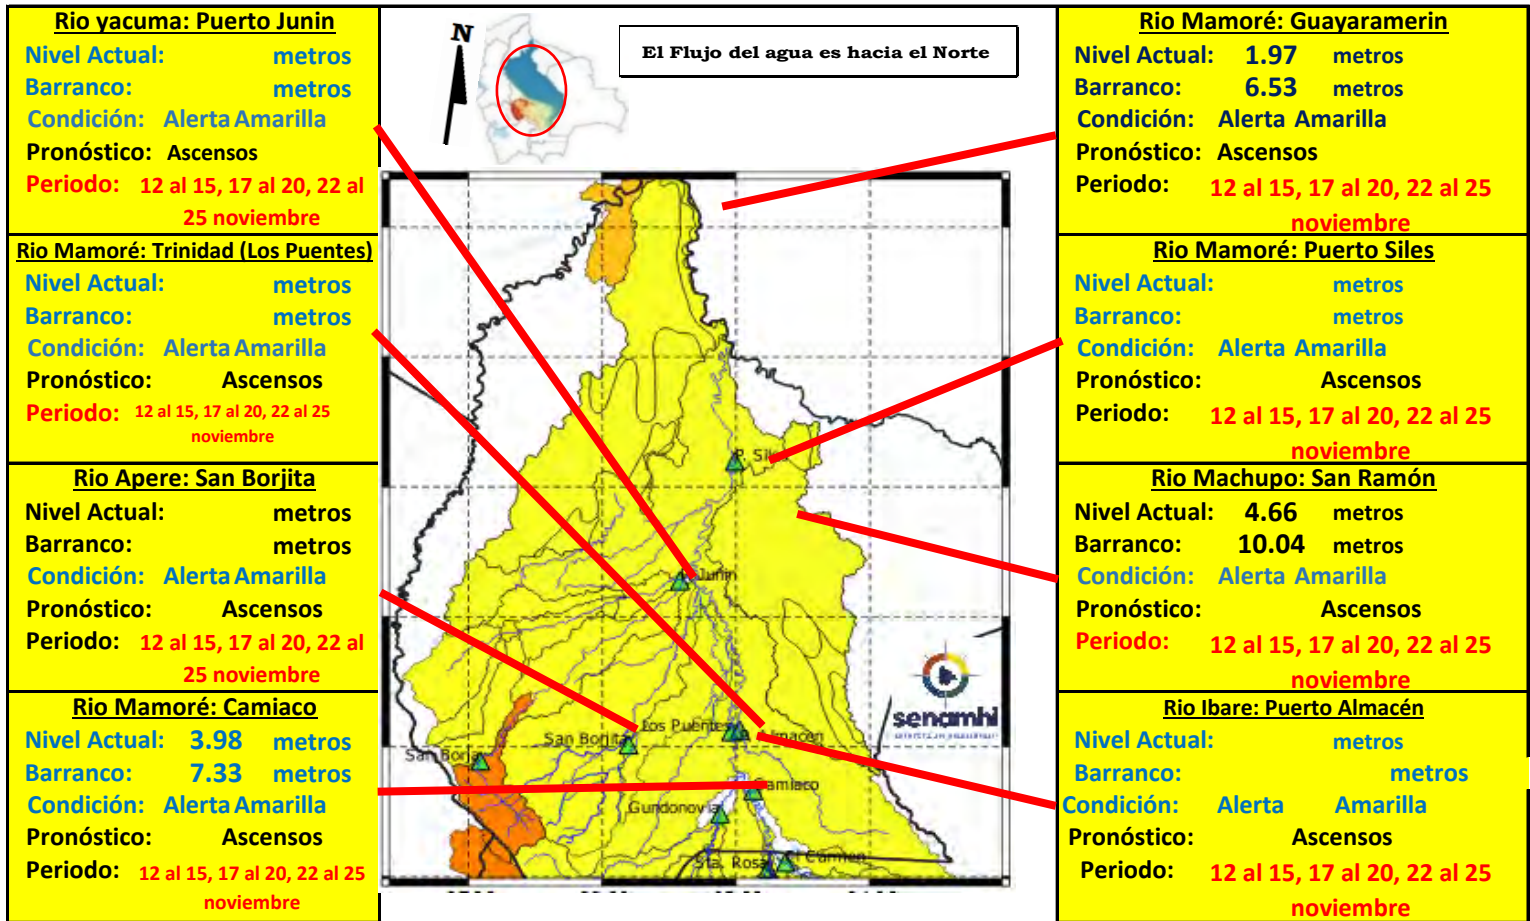 Rio yacuma: Puerto Junin
Nivel Actual: metros
Barranco: metros
Condición: Alerta Amarilla
Pronóstico: Ascensos
Periodo: 12 al 15, 17 al 20, 22 al
25 noviembre
Rio Mamoré: Trinidad (Los Puentes)
Nivel Actual: metros
Barranco: metros
Condición: Alerta Amarilla
Pronóstico: Ascensos
Periodo: 12 al 15, 17 al 20, 22 al 25
noviembre
Rio Apere: San Borjita
Nivel Actual: metros
Barranco: metros
Condición: Alerta Amarilla
Pronóstico: Ascensos
Periodo: 12 al 15, 17 al 20, 22 al
25 noviembre
Rio Mamoré: Camiaco
Nivel Actual: 3.98 metros
Barranco: 7.33 metros
Condición: Alerta Amarilla
Pronóstico: Ascensos
Periodo: 12 al 15, 17 al 20, 22 al 25
noviembre
N
El Flujo del agua es hacia el Norte
P. Siles
Junin
Los Puentes
P. Almacen
San Borjita
San Borja
Camiaco
Gundonovia
Sta. Rosa
El Carmen
senamhi
Rio Mamoré: Guayaramerin
Nivel Actual: 1.97 metros
Barranco: 6.53 metros
Condición: Alerta Amarilla
Pronóstico: Ascensos
Periodo: 12 al 15, 17 al 20, 22 al 25
noviembre
Rio Mamoré: Puerto Siles
Nivel Actual: metros
Barranco: metros
Condición: Alerta Amarilla
Pronóstico: Ascensos
Periodo: 12 al 15, 17 al 20, 22 al 25
noviembre
Rio Machupo: San Ramón
Nivel Actual: 4.66 metros
Barranco: 10.04 metros
Condición: Alerta Amarilla
Pronóstico: Ascensos
Periodo: 12 al 15, 17 al 20, 22 al 25
noviembre
Rio Ibare: Puerto Almacén
Nivel Actual: metros
Barranco: metros
Condición: Alerta Amarilla
Pronóstico: Ascensos
Periodo: 12 al 15, 17 al 20, 22 al 25
noviembre